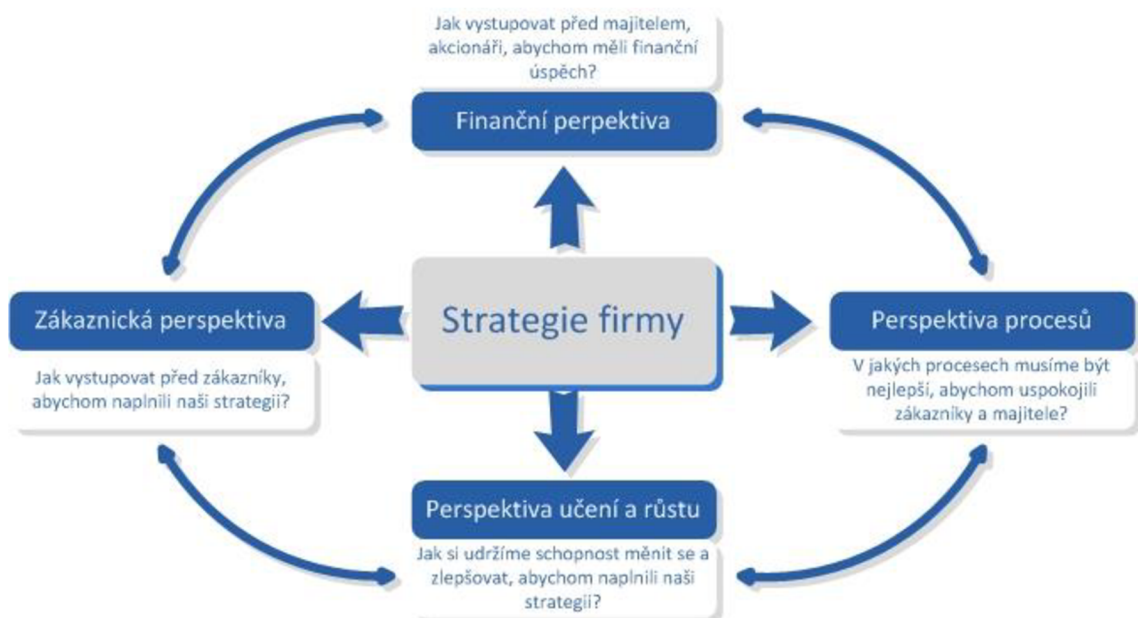 Jak vystupovat před majitelem,
akcionáři, abychom měli finanční
úspěch?
Finanční perpektiva
Zákaznická perspektiva
Jak vystupovat před zákazníky,
abychom naplnili naši strategii?
Strategie firmy
Perspektiva procesů
V jakých procesech musíme být
nejlepší, abychom uspokojili
zákazníky a majitele?
Perspektiva učení a růstu
Jak si udržíme schopnost měnit se a
zlepšovat, abychom naplnili naši
strategii?